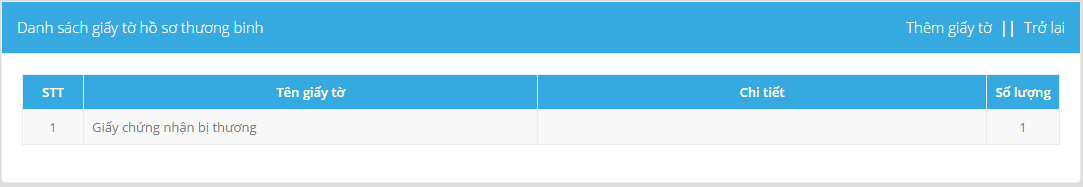 Danh sách giấy tờ hồ sơ thương binh
Thêm giấy tờ || Trở lại
STT Tên giấy tờ Chi tiết Số lượng
1 Giấy chứng nhận bị thương 1